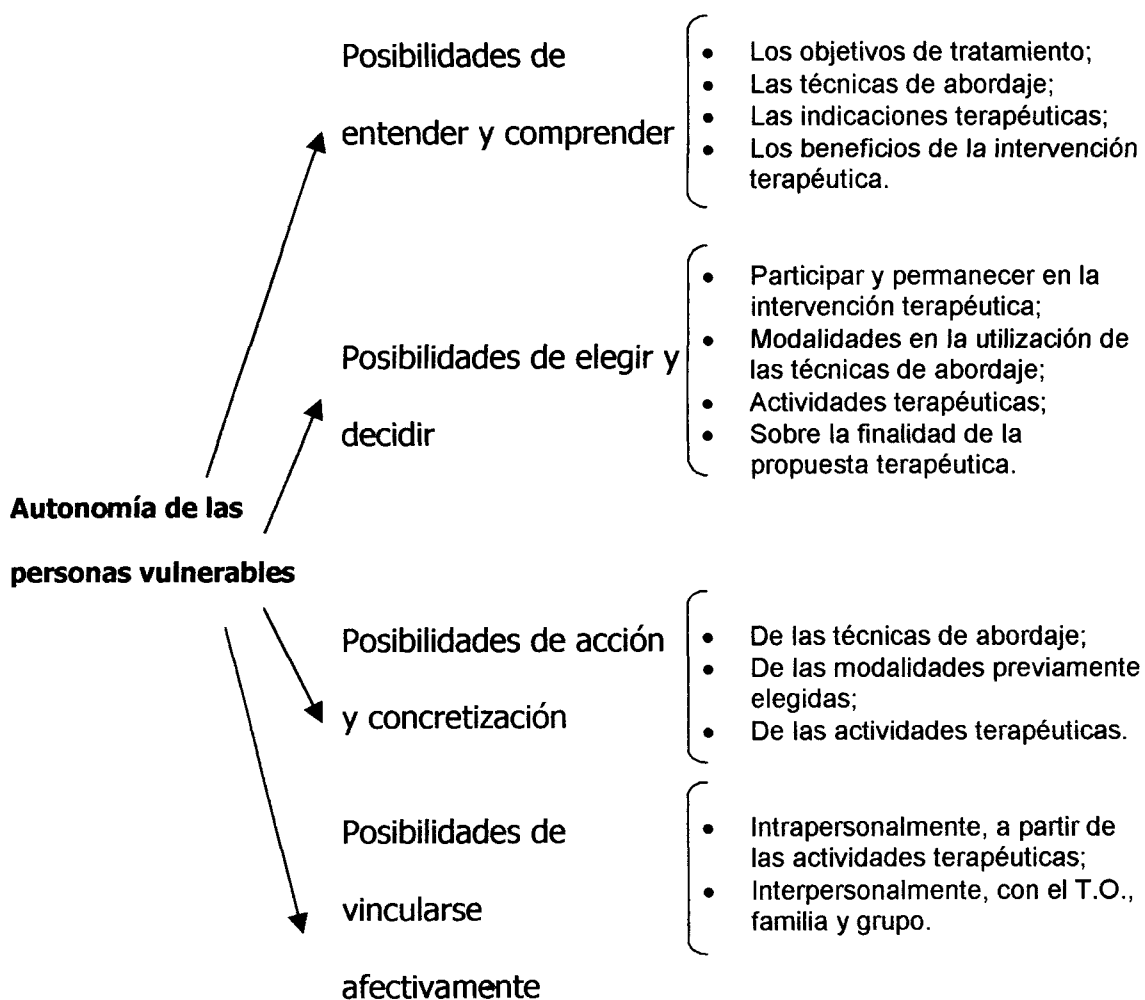 Autonomía de las
personas vulnerables
Posibilidades de
entender y comprender
• Los objetivos de tratamiento;
• Las técnicas de abordaje;
• Las indicaciones terapéuticas;
• Los beneficios de la intervención
terapéutica.
Posibilidades de elegir y
decidir
• Participar y permanecer en la
intervención terapéutica;
• Modalidades en la utilización de
las técnicas de abordaje;
• Actividades terapéuticas;
• Sobre la finalidad de la
propuesta terapéutica.
Posibilidades de acción
y concretización
• De las técnicas de abordaje;
• De las modalidades previamente
elegidas;
• De las actividades terapéuticas.
Posibilidades de
vincularse
afectivamente
• Intrapersonalmente, a partir de
las actividades terapéuticas;
• Interpersonalmente, con el T.O.,
familia y grupo.